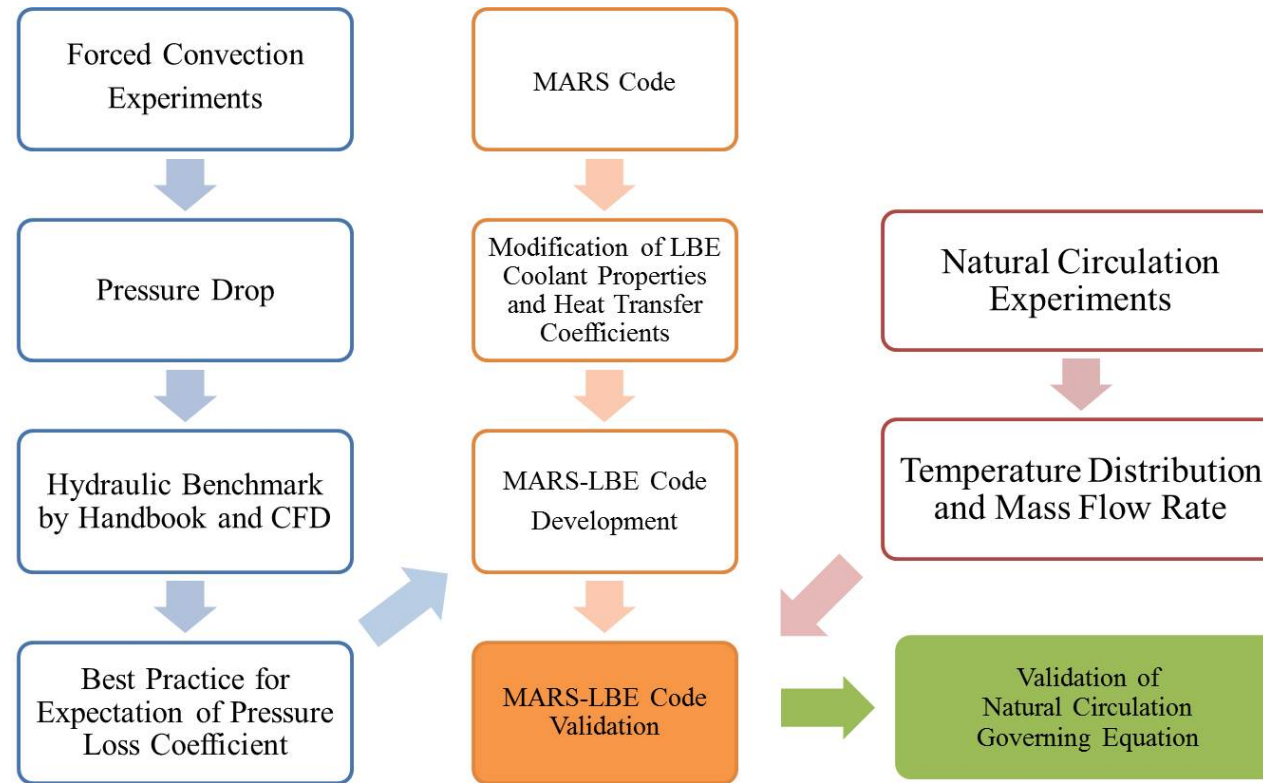 Forced Convection
Experiments
Pressure Drop
Hydraulic Benchmark
by Handbook and CFD
Best Practice for
Expectation of Pressure
Loss Coefficient
MARS Code
Modification of LBE
Coolant Properties
and Heat Transfer
Coefficients
MARS-LBE Code
Development
MARS-LBE Code
Validation
Natural Circulation
Experiments
Temperature Distribution
and Mass Flow Rate
Validation of
Natural Circulation
Governing Equation